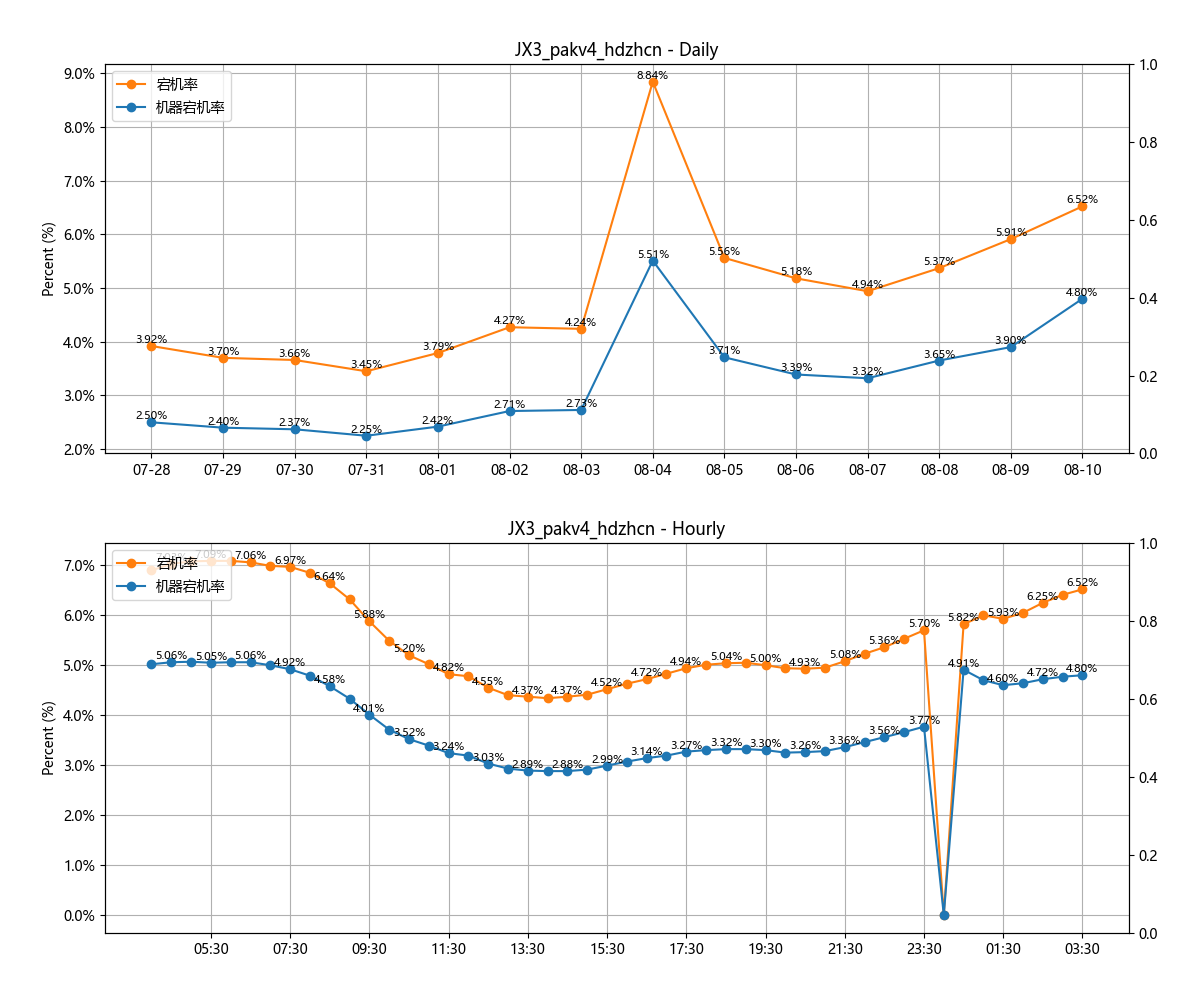 JX3_pakv4_hdzhcn - Daily
宕机率
机器宕机率
Percent (%)
9.0%
8.0%
7.0%
6.0%
5.0%
4.0%
3.0%
2.0%
1.0
0.8
0.6
0.4
0.2
0.0
3.92% 3.70% 3.66% 3.45% 3.79% 4.27% 4.24% 8.84% 5.56% 5.18% 4.94% 5.37% 5.91% 6.52%
2.50% 2.40% 2.37% 2.25% 2.42% 2.71% 2.73% 5.51% 3.71% 3.39% 3.32% 3.65% 3.90% 4.80%
07-28 07-29 07-30 07-31 08-01 08-02 08-03 08-04 08-05 08-06 08-07 08-08 08-09 08-10
JX3_pakv4_hdzhcn - Hourly
宕机率
机器宕机率
Percent (%)
7.0%
6.0%
5.0%
4.0%
3.0%
2.0%
1.0%
0.0%
1.0
0.8
0.6
0.4
0.2
0.0
7.09% 7.06% 6.97% 6.64% 5.88% 5.20% 4.82% 4.55% 4.37% 4.37% 4.52% 4.72% 4.94% 5.04% 5.00% 4.93% 5.08% 5.36% 5.70% 5.82% 5.93% 6.25% 6.52%
5.06% 5.05% 5.06% 4.92% 4.58% 4.01% 3.52% 3.24% 3.03% 2.89% 2.88% 2.99% 3.14% 3.27% 3.32% 3.30% 3.26% 3.36% 3.56% 3.77% 4.91% 4.60% 4.72% 4.80%
05:30 07:30 09:30 11:30 13:30 15:30 17:30 19:30 21:30 23:30 01:30 03:30